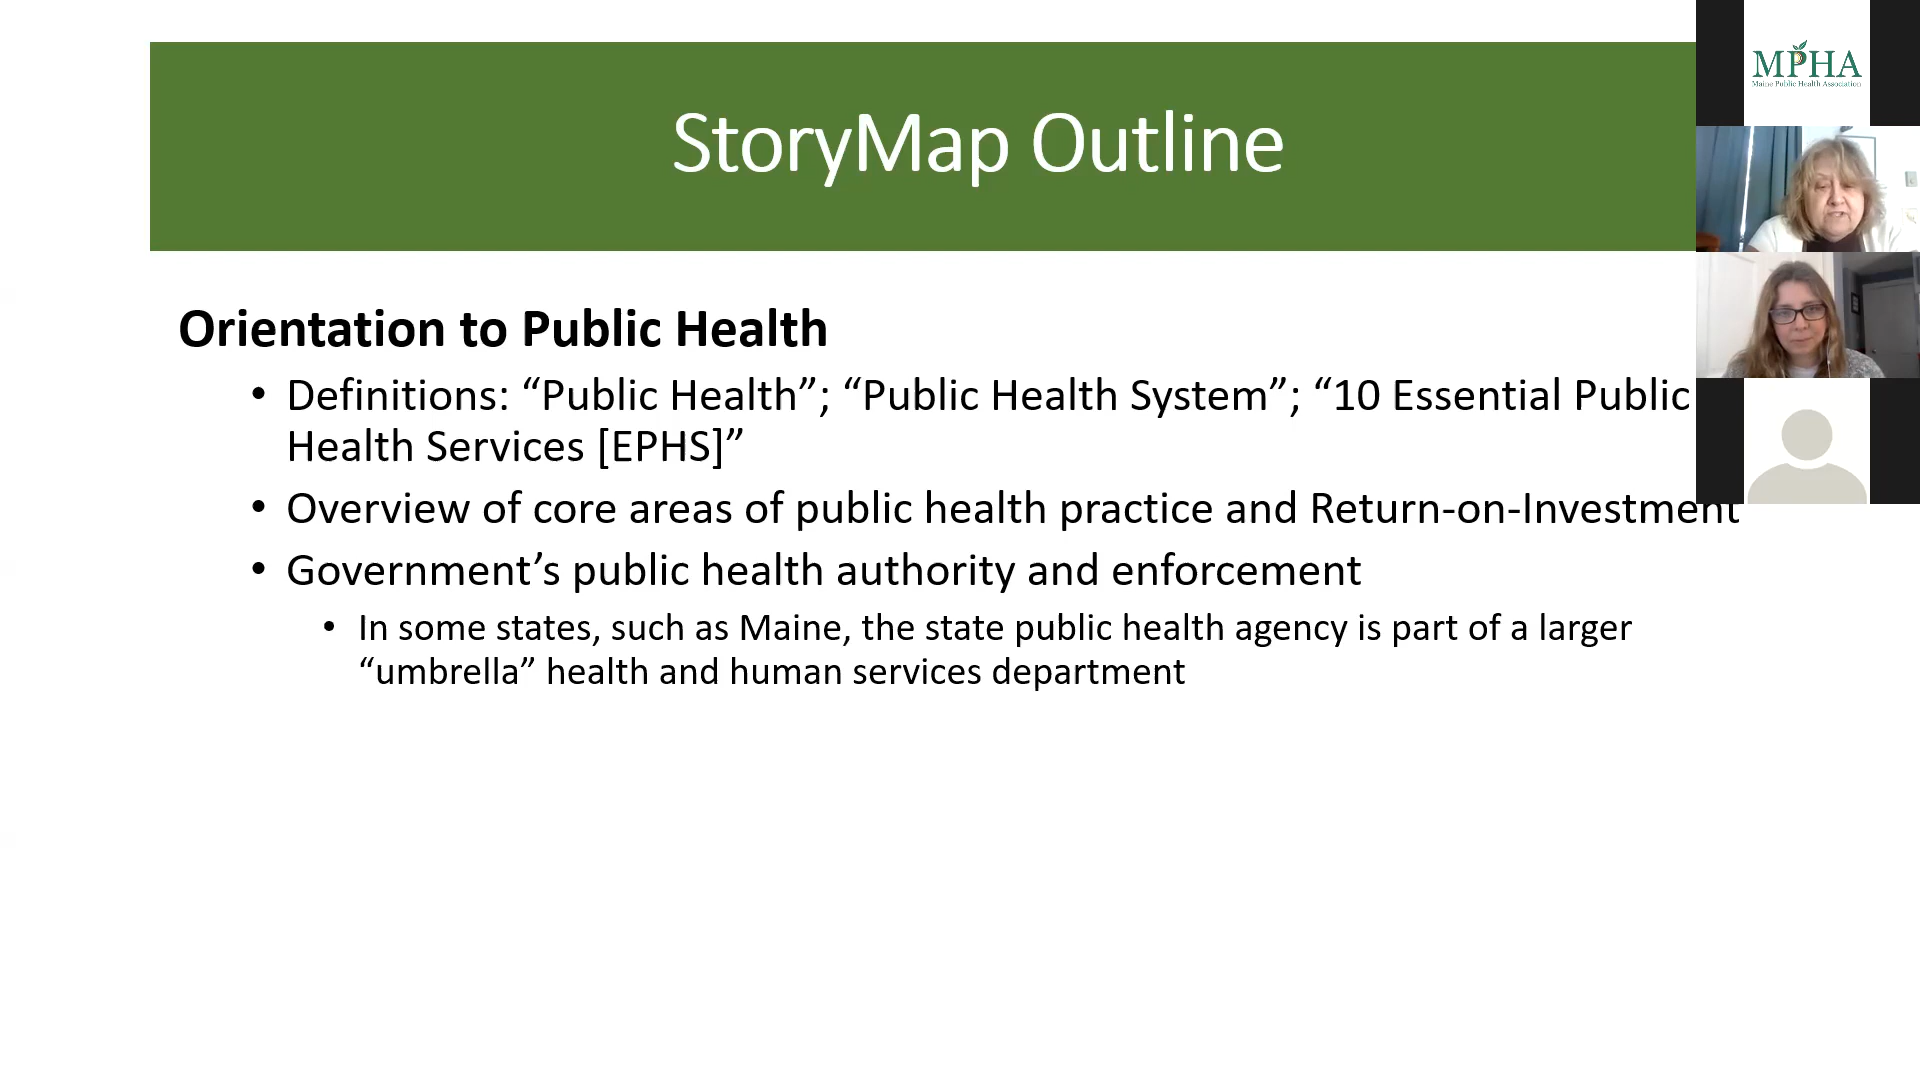 StoryMap Outline
MPHA
Maine Public Health Association
Orientation to Public Health
• Definitions: “Public Health”; “Public Health System”; “10 Essential Public
Health Services [EPHS]”
• Overview of core areas of public health practice and Return-on-Investment
• Government’s public health authority and enforcement
• In some states, such as Maine, the state public health agency is part of a larger
“umbrella” health and human services department